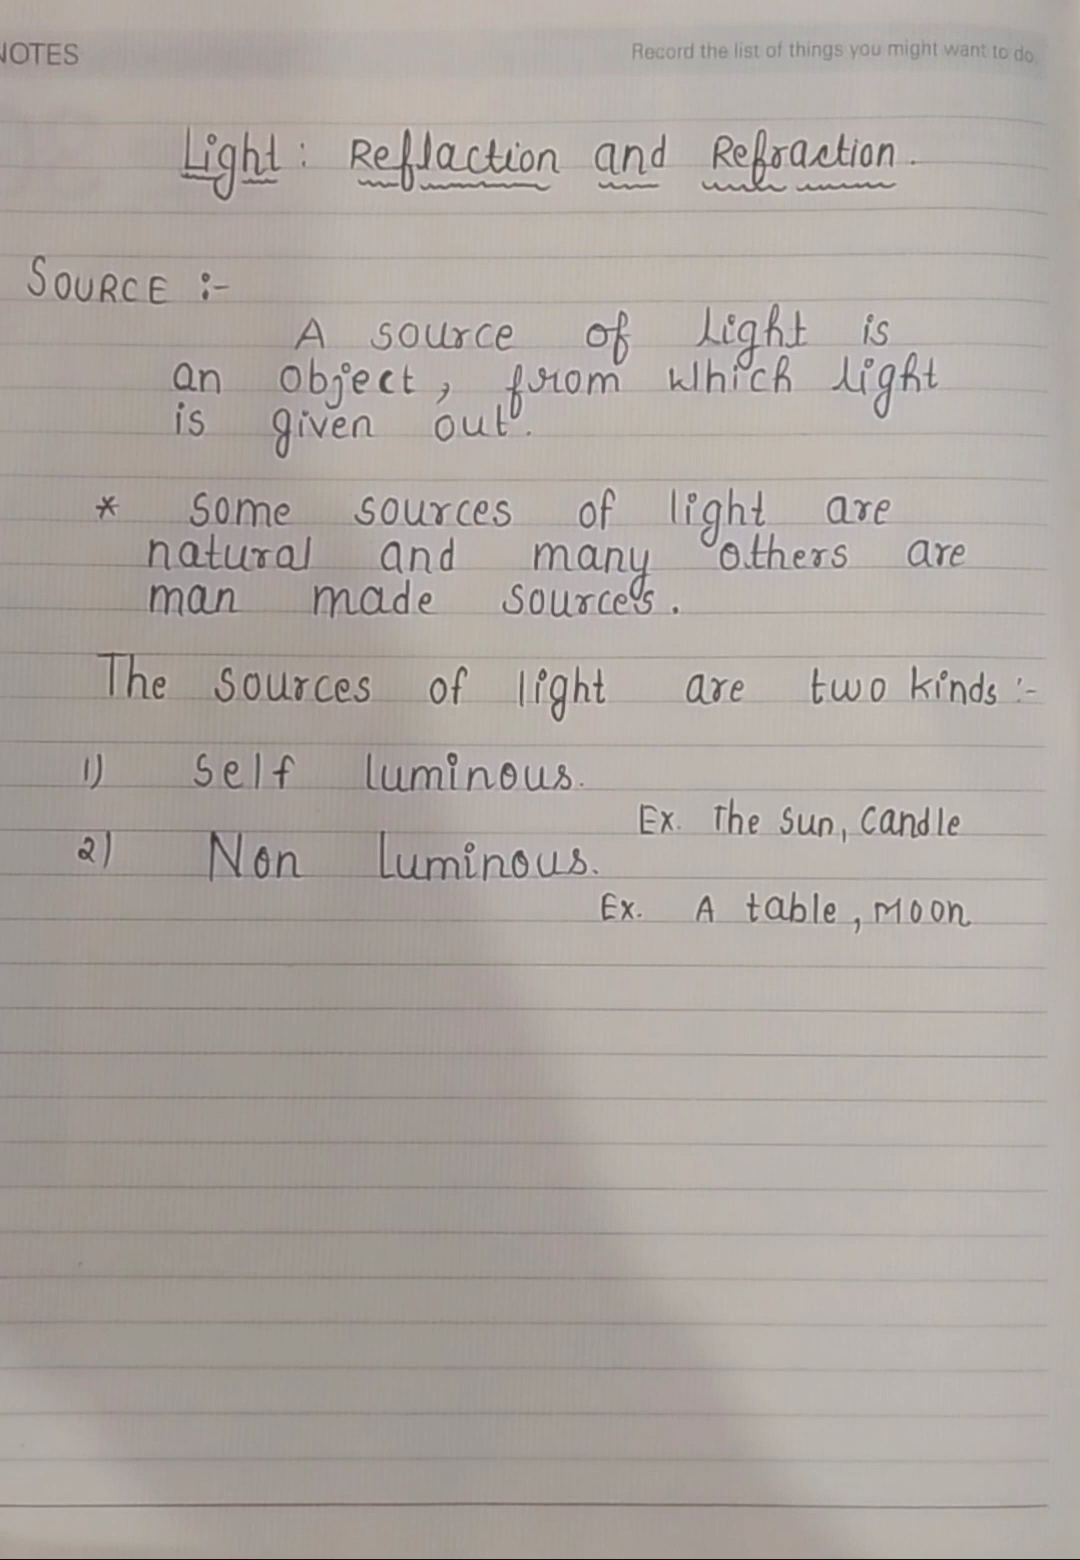 NOTES
Record the list of things you might want to do.
Light : Reflaction and Refraction.
SOURCE :-
A source of Light is
an object, from which light
is given out.
* Some sources of light are
natural and many others are
man made sources.
The sources of light are two kinds :-
1) Self luminous.
Ex. The Sun, Candle
2) Non Luminous.
Ex. A table, Moon